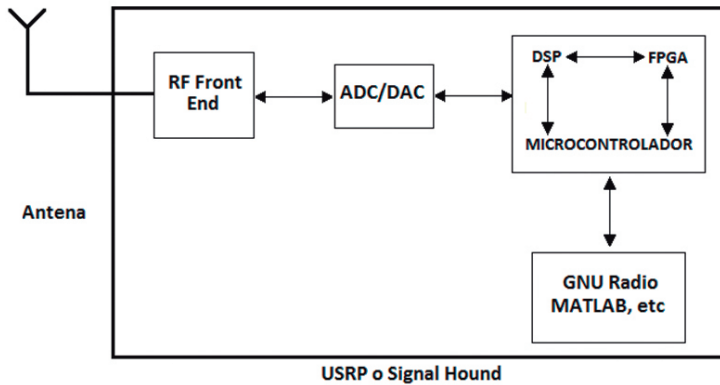 RF Front
End
ADC/DAC
DSP
FPGA
MICROCONTROLADOR
Antena
GNU Radio
MATLAB, etc
USRP o Signal Hound